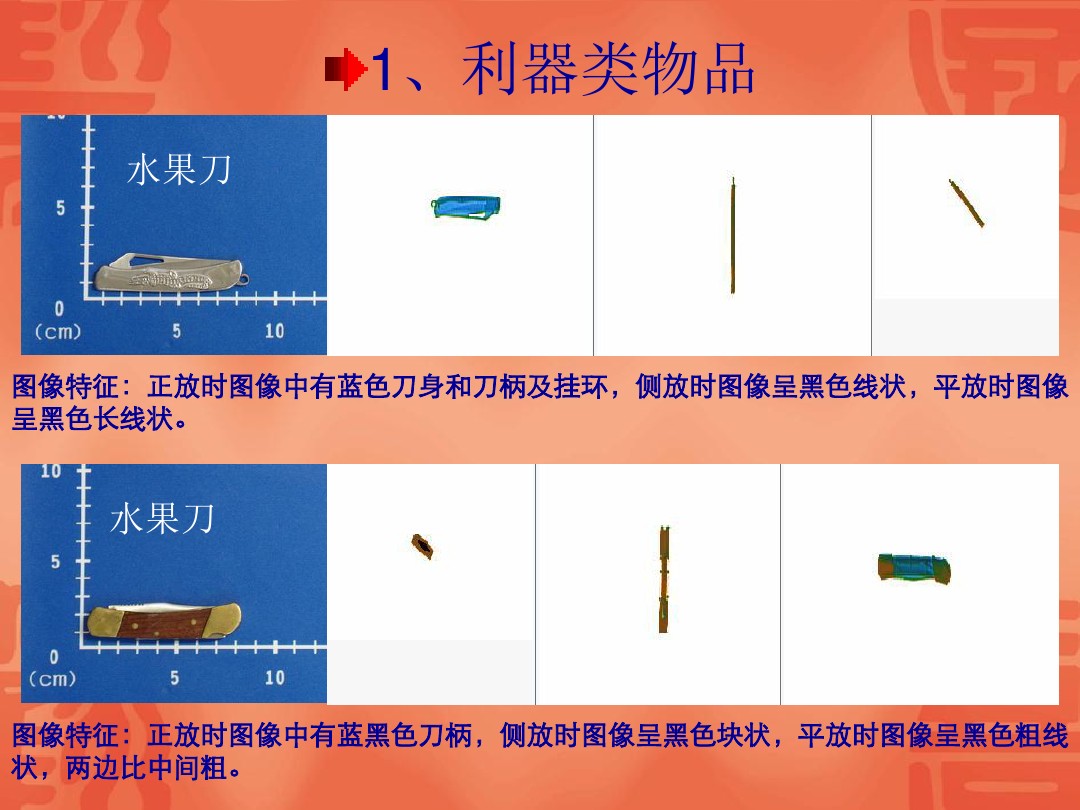 1、利器类物品
10
水果刀
5
0
(cm)
5
10
图像特征：正放时图像中有蓝色刀身和刀柄及挂环，侧放时图像呈黑色线状，平放时图像
呈黑色长线状。
10
水果刀
5
0
(cm)
5
10
图像特征：正放时图像中有蓝黑色刀柄，侧放时图像呈黑色块状，平放时图像呈黑色粗线
状，两边比中间粗。